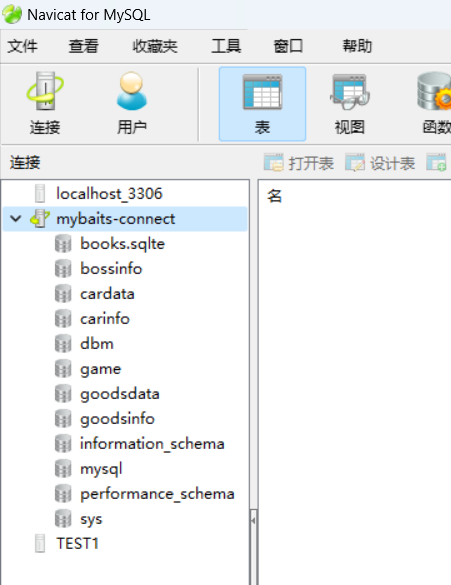 Navicat for MySQL
文件 查看 收藏夹 工具 窗口 帮助
连接 用户 表 视图 函数
连接 打开表 设计表
名
localhost_3306
mybaits-connect
books.sqlte
bossinfo
cardata
carinfo
dbm
game
goodsdata
goodsinfo
information_schema
mysql
performance_schema
sys
TEST1